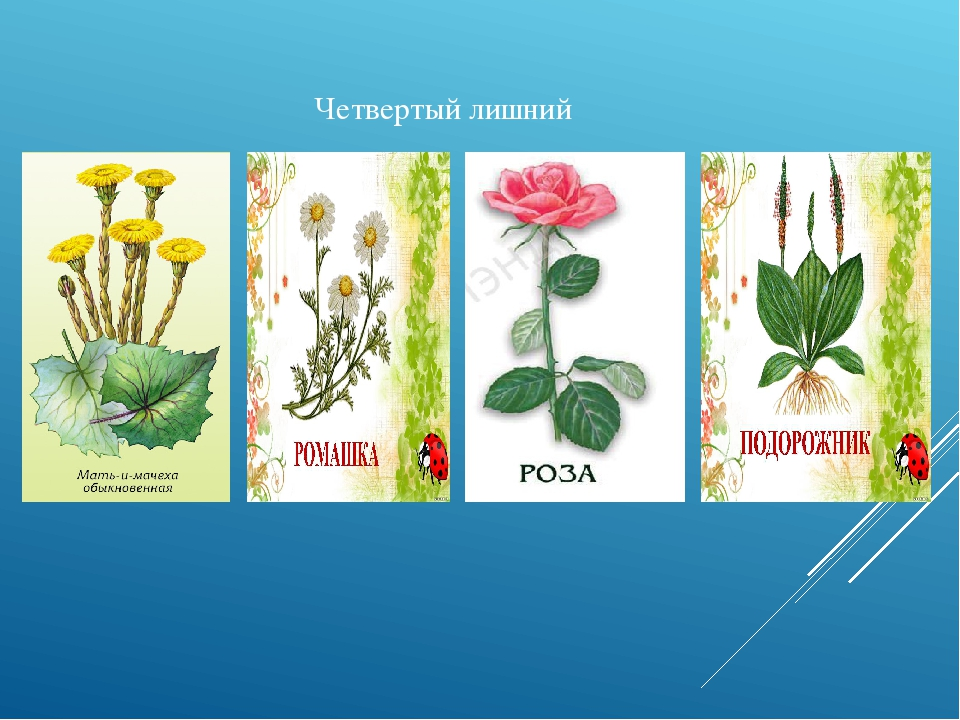 Четвертый лишний
Мать-и-мачеха
обыкновенная
РОМАШКА
РОЗА
ПОДОРОЖНИК